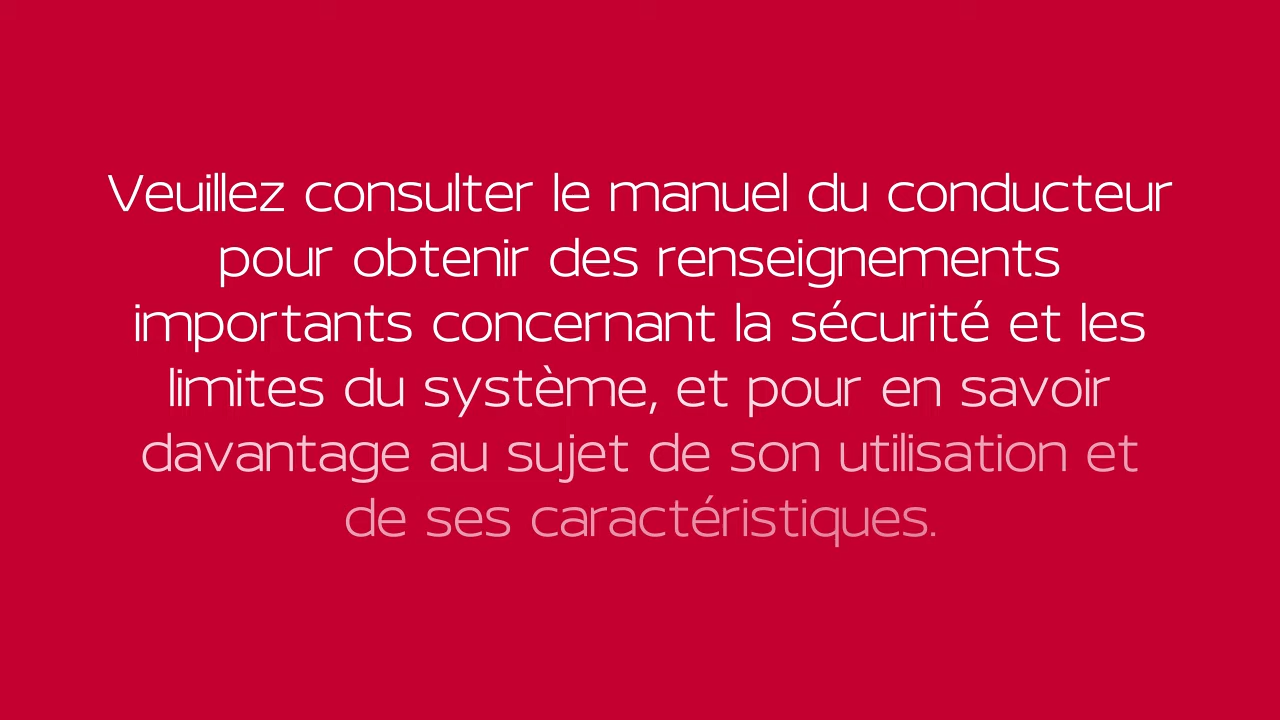 Veuillez consulter le manuel du conducteur
pour obtenir des renseignements
importants concernant la sécurité et les
limites du système, et pour en savoir
davantage au sujet de son utilisation et
de ses caractéristiques.